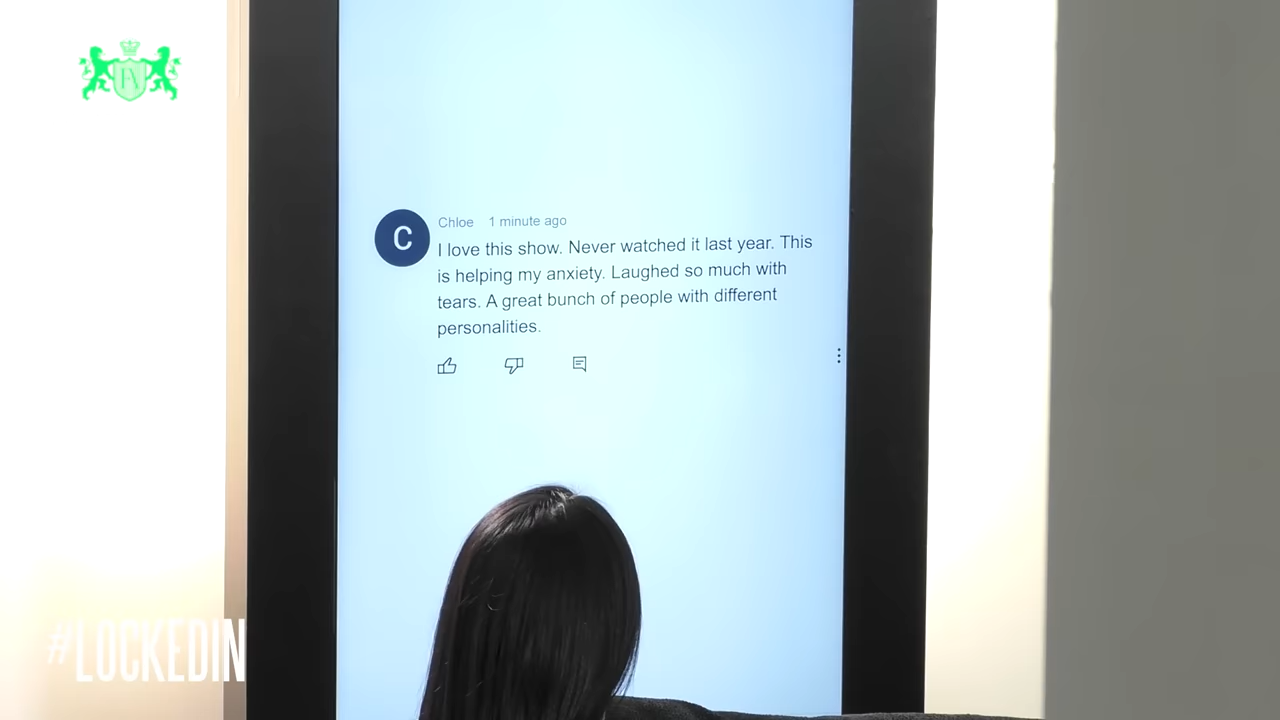 Chloe 1 minute ago
C
I love this show. Never watched it last year. This
is helping my anxiety. Laughed so much with
tears. A great bunch of people with different
personalities.
#LOCKEDIN